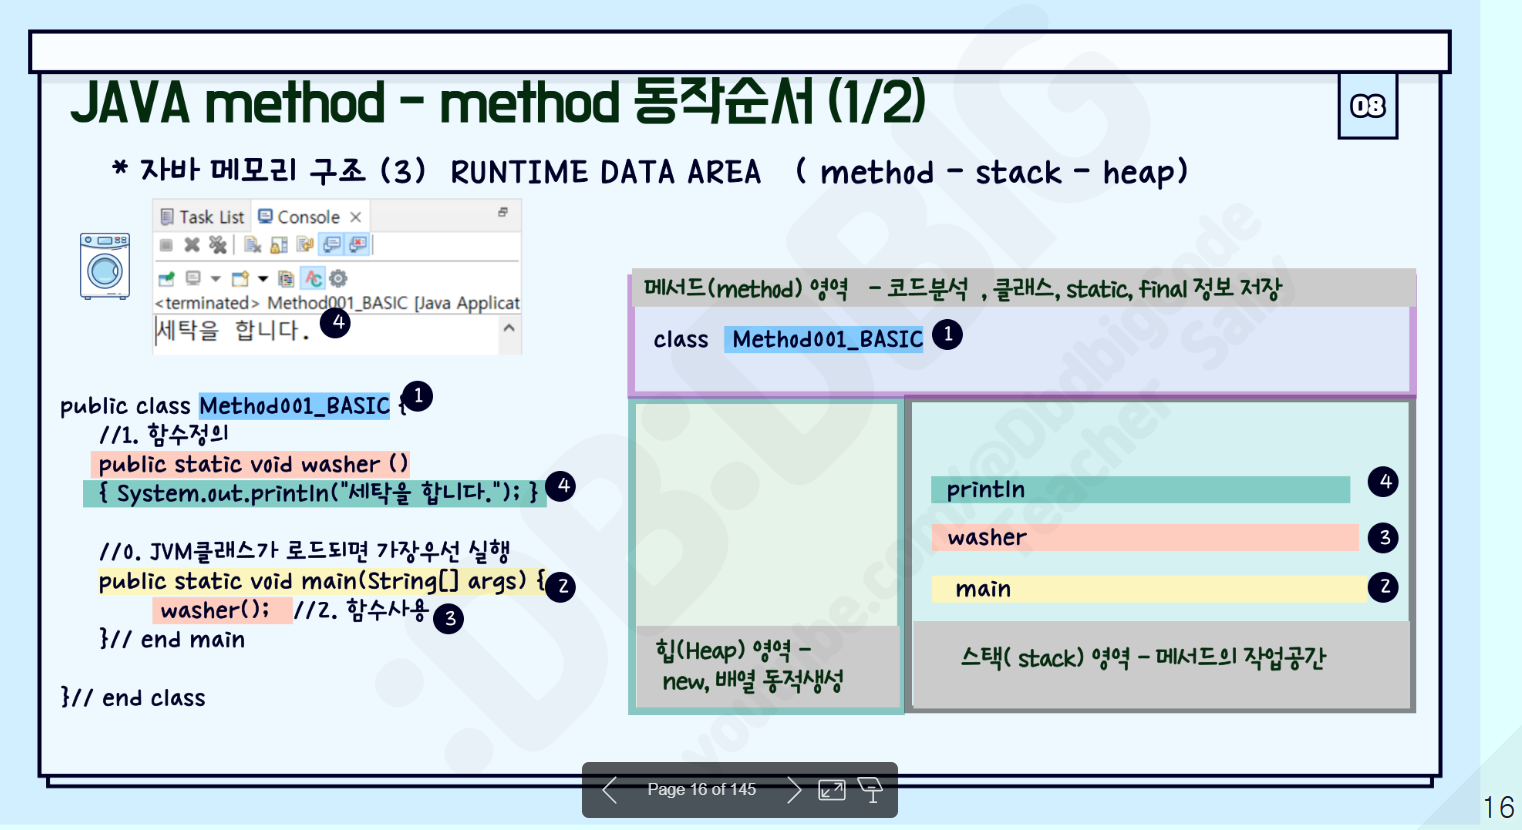 JAVA method - method 동작순서 (1/2)
08
* 자바 메모리 구조 (3) RUNTIME DATA AREA ( method - stack - heap)
Task List Console
<terminated> Method001_BASIC [Java Applicat
세탁을 합니다. 4
메서드(method) 영역 - 코드분석 , 클래스, static, final 정보 저장
class Method001_BASIC 1
public class Method001_BASIC { 1
//1. 함수정의
public static void washer ()
{ System.out.println("세탁을 합니다."); } 4
//0. JVM클래스가 로드되면 가장우선 실행
public static void main(String[] args) { 2
washer(); //2. 함수사용 3
}// end main
}// end class
println 4
washer 3
main 2
힙(Heap) 영역 -
new, 배열 동적생성
스택( stack) 영역 - 메서드의 작업공간
:DB:DBIG
youtube.com/@DbdbigCode
Teacher Sally
Page 16 of 145
16